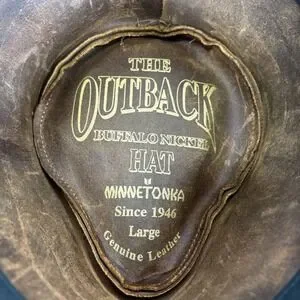 THE
OUTBACK
BUFFALO NICKEL
HAT
BY
MINNETONKA
Since 1946
Large
Genuine Leather